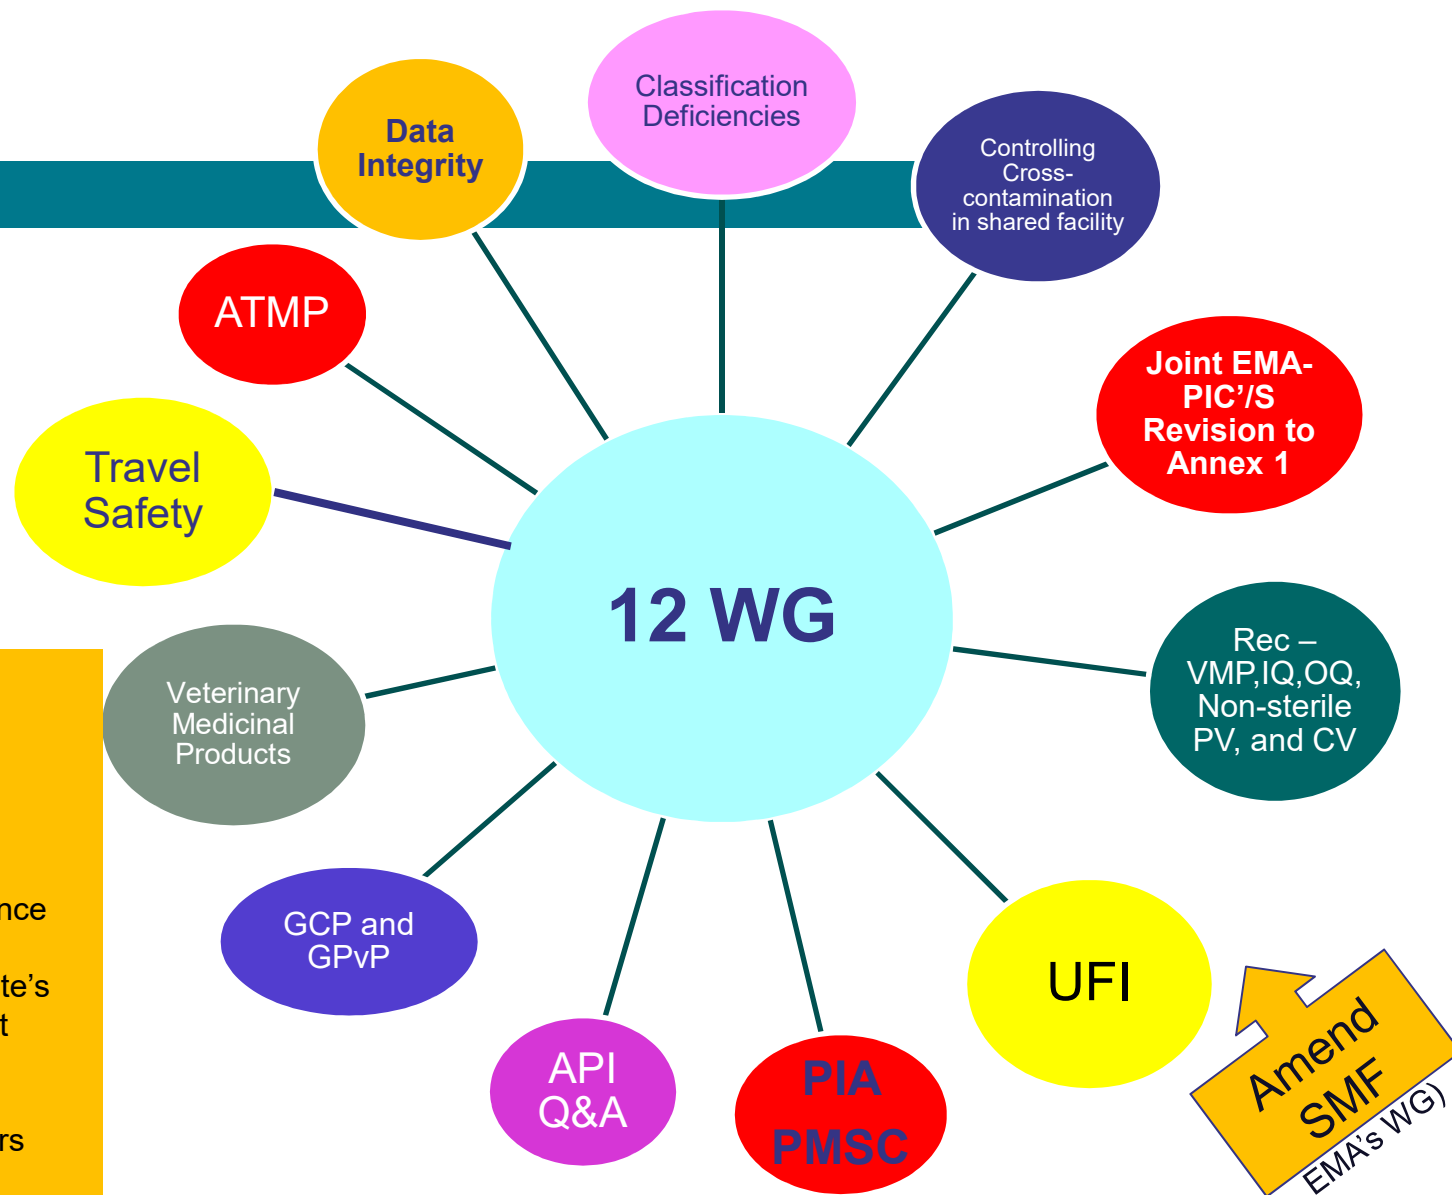 Classification
Deficiencies
Data
Integrity
Controlling
Cross-
contamination
in shared facility
ATMP
Joint EMA-
PIC’/S
Revision to
Annex 1
Travel
Safety
12 WG
Rec –
VMP,IQ,OQ,
Non-sterile
PV, and CV
Veterinary
Medicinal
Products
GCP and
GPvP
UFI
API
Q&A
PIA
PMSC
Amend
SMF
EMA’s WG)
nce
te’s
t
rs